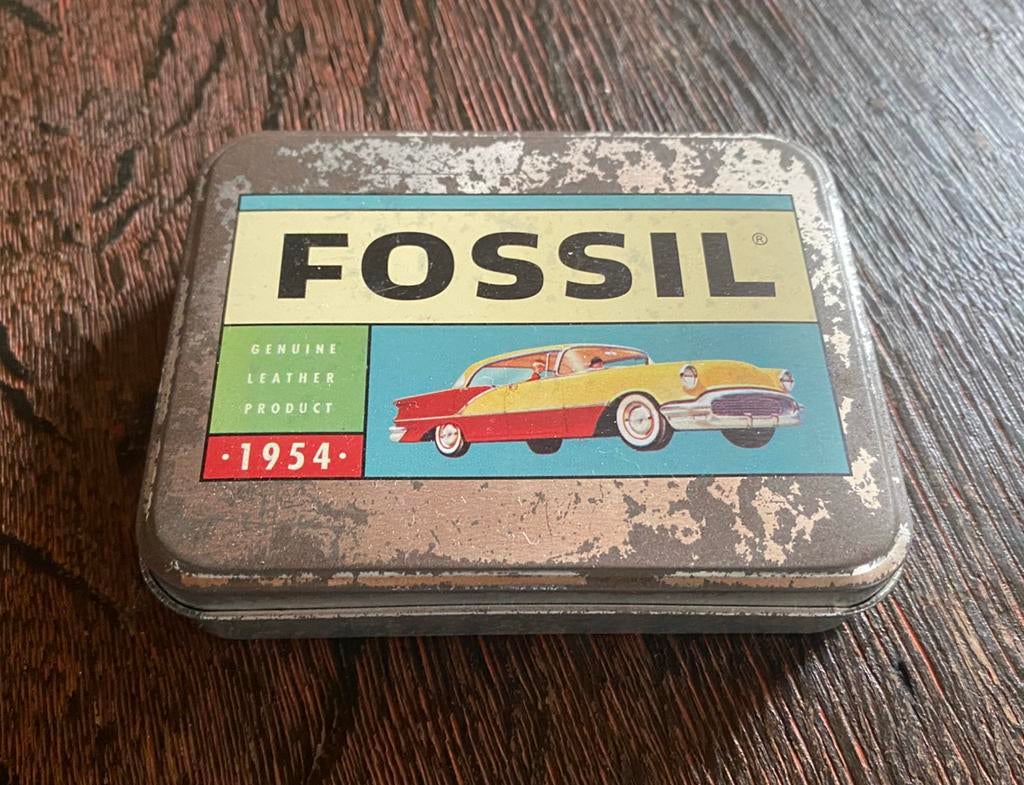 FOSSIL®
GENUINE
LEATHER
PRODUCT
·1954·